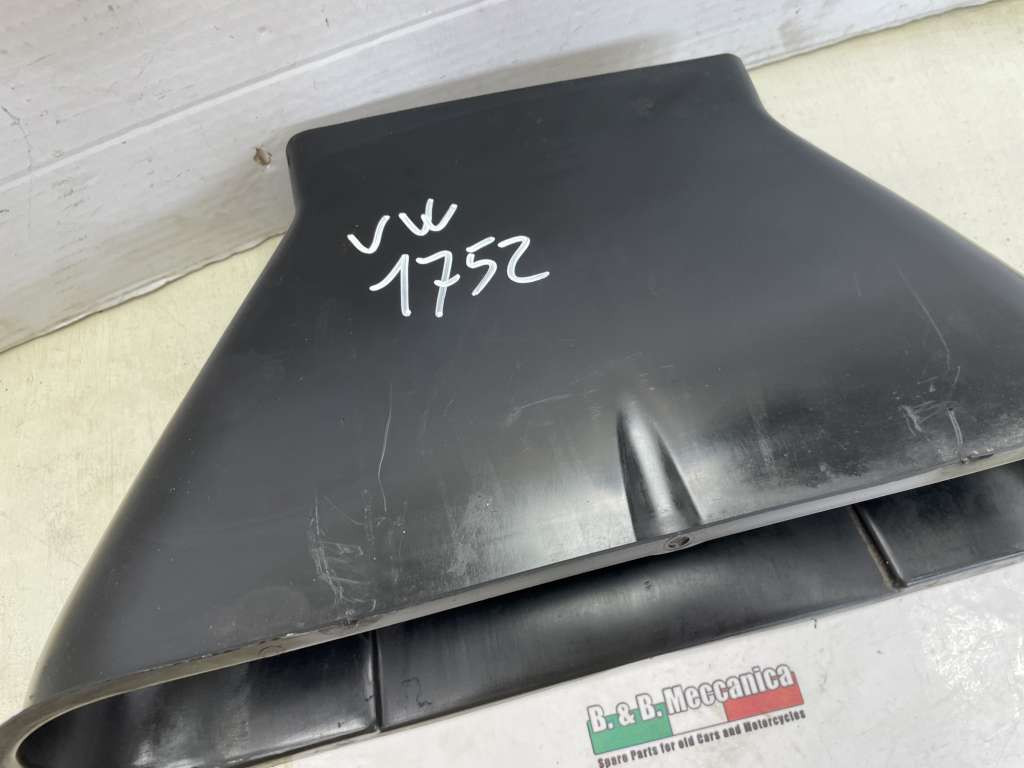 VW
1752
B. & B. Meccanica
Spare Parts for old Cars and Motorcycles